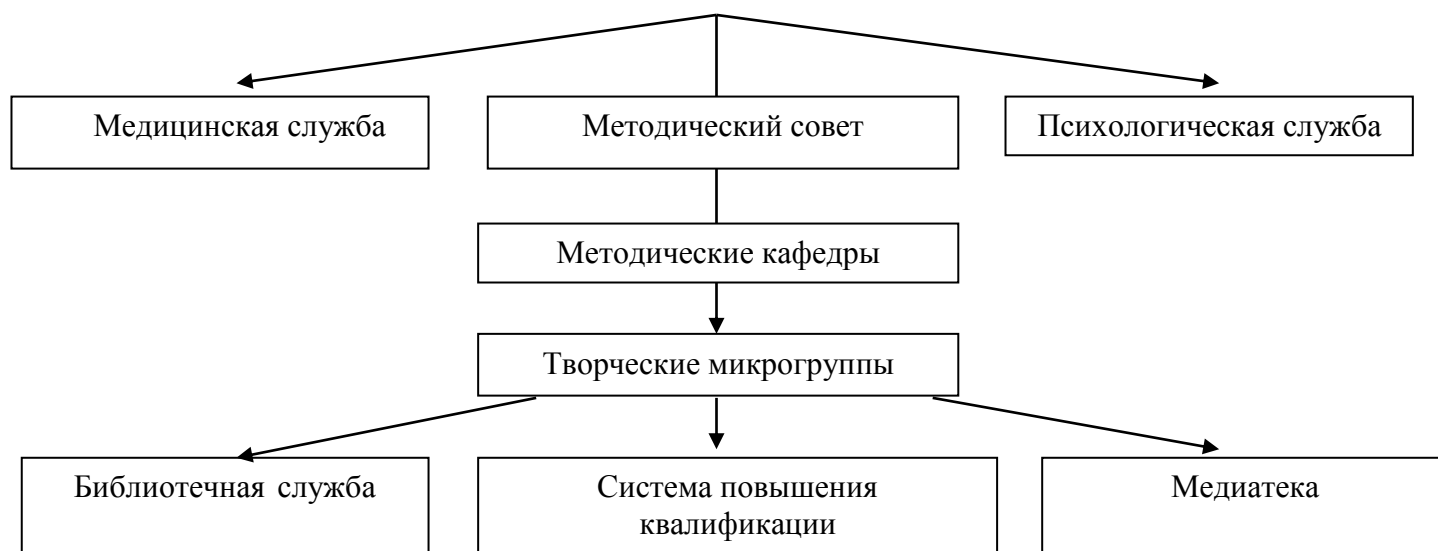 Медицинская служба
Методический совет
Психологическая служба
Методические кафедры
Творческие микрогруппы
Библиотечная служба
Система повышения
квалификации
Медиатека